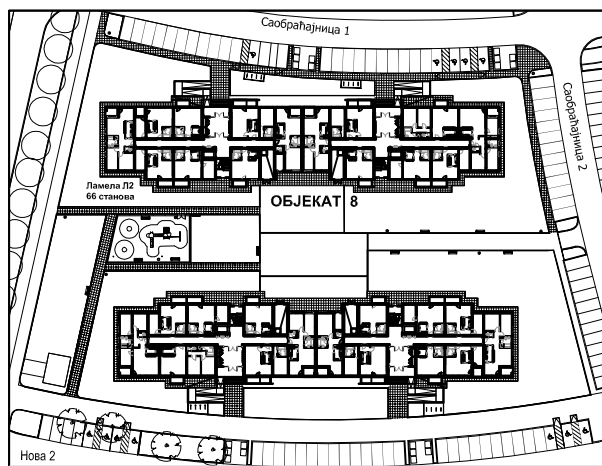 Саобраћајница 1
Саобраћајница 2
Ламела Л2
66 станова
ОБЈЕКАТ 8
Нова 2